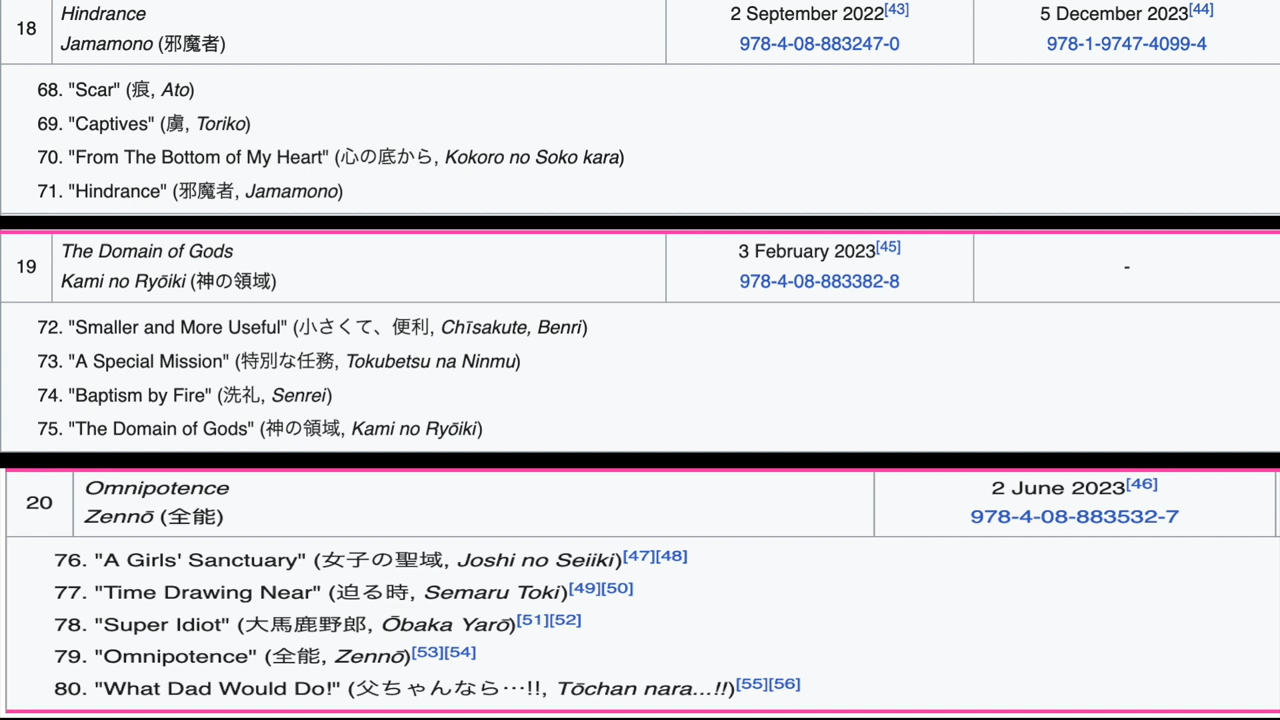 18
Hindrance
Jamamono (邪魔者)
2 September 2022[43]
978-4-08-883247-0
5 December 2023[44]
978-1-9747-4099-4
68. "Scar" (痕, Ato)
69. "Captives" (虜, Toriko)
70. "From The Bottom of My Heart" (心の底から, Kokoro no Soko kara)
71. "Hindrance" (邪魔者, Jamamono)
19
The Domain of Gods
Kami no Ryōiki (神の領域)
3 February 2023[45]
978-4-08-883382-8
-
72. "Smaller and More Useful" (小さくて、便利, Chīsakute, Benri)
73. "A Special Mission" (特別な任務, Tokubetsu na Ninmu)
74. "Baptism by Fire" (洗礼, Senrei)
75. "The Domain of Gods" (神の領域, Kami no Ryōiki)
20
Omnipotence
Zennō (全能)
2 June 2023[46]
978-4-08-883532-7
76. "A Girls' Sanctuary" (女子の聖域, Joshi no Seiiki)[47][48]
77. "Time Drawing Near" (迫る時, Semaru Toki)[49][50]
78. "Super Idiot" (大馬鹿野郎, Ōbaka Yarō)[51][52]
79. "Omnipotence" (全能, Zennō)[53][54]
80. "What Dad Would Do!" (父ちゃんなら…!!, Tōchan nara...!!)[55][56]